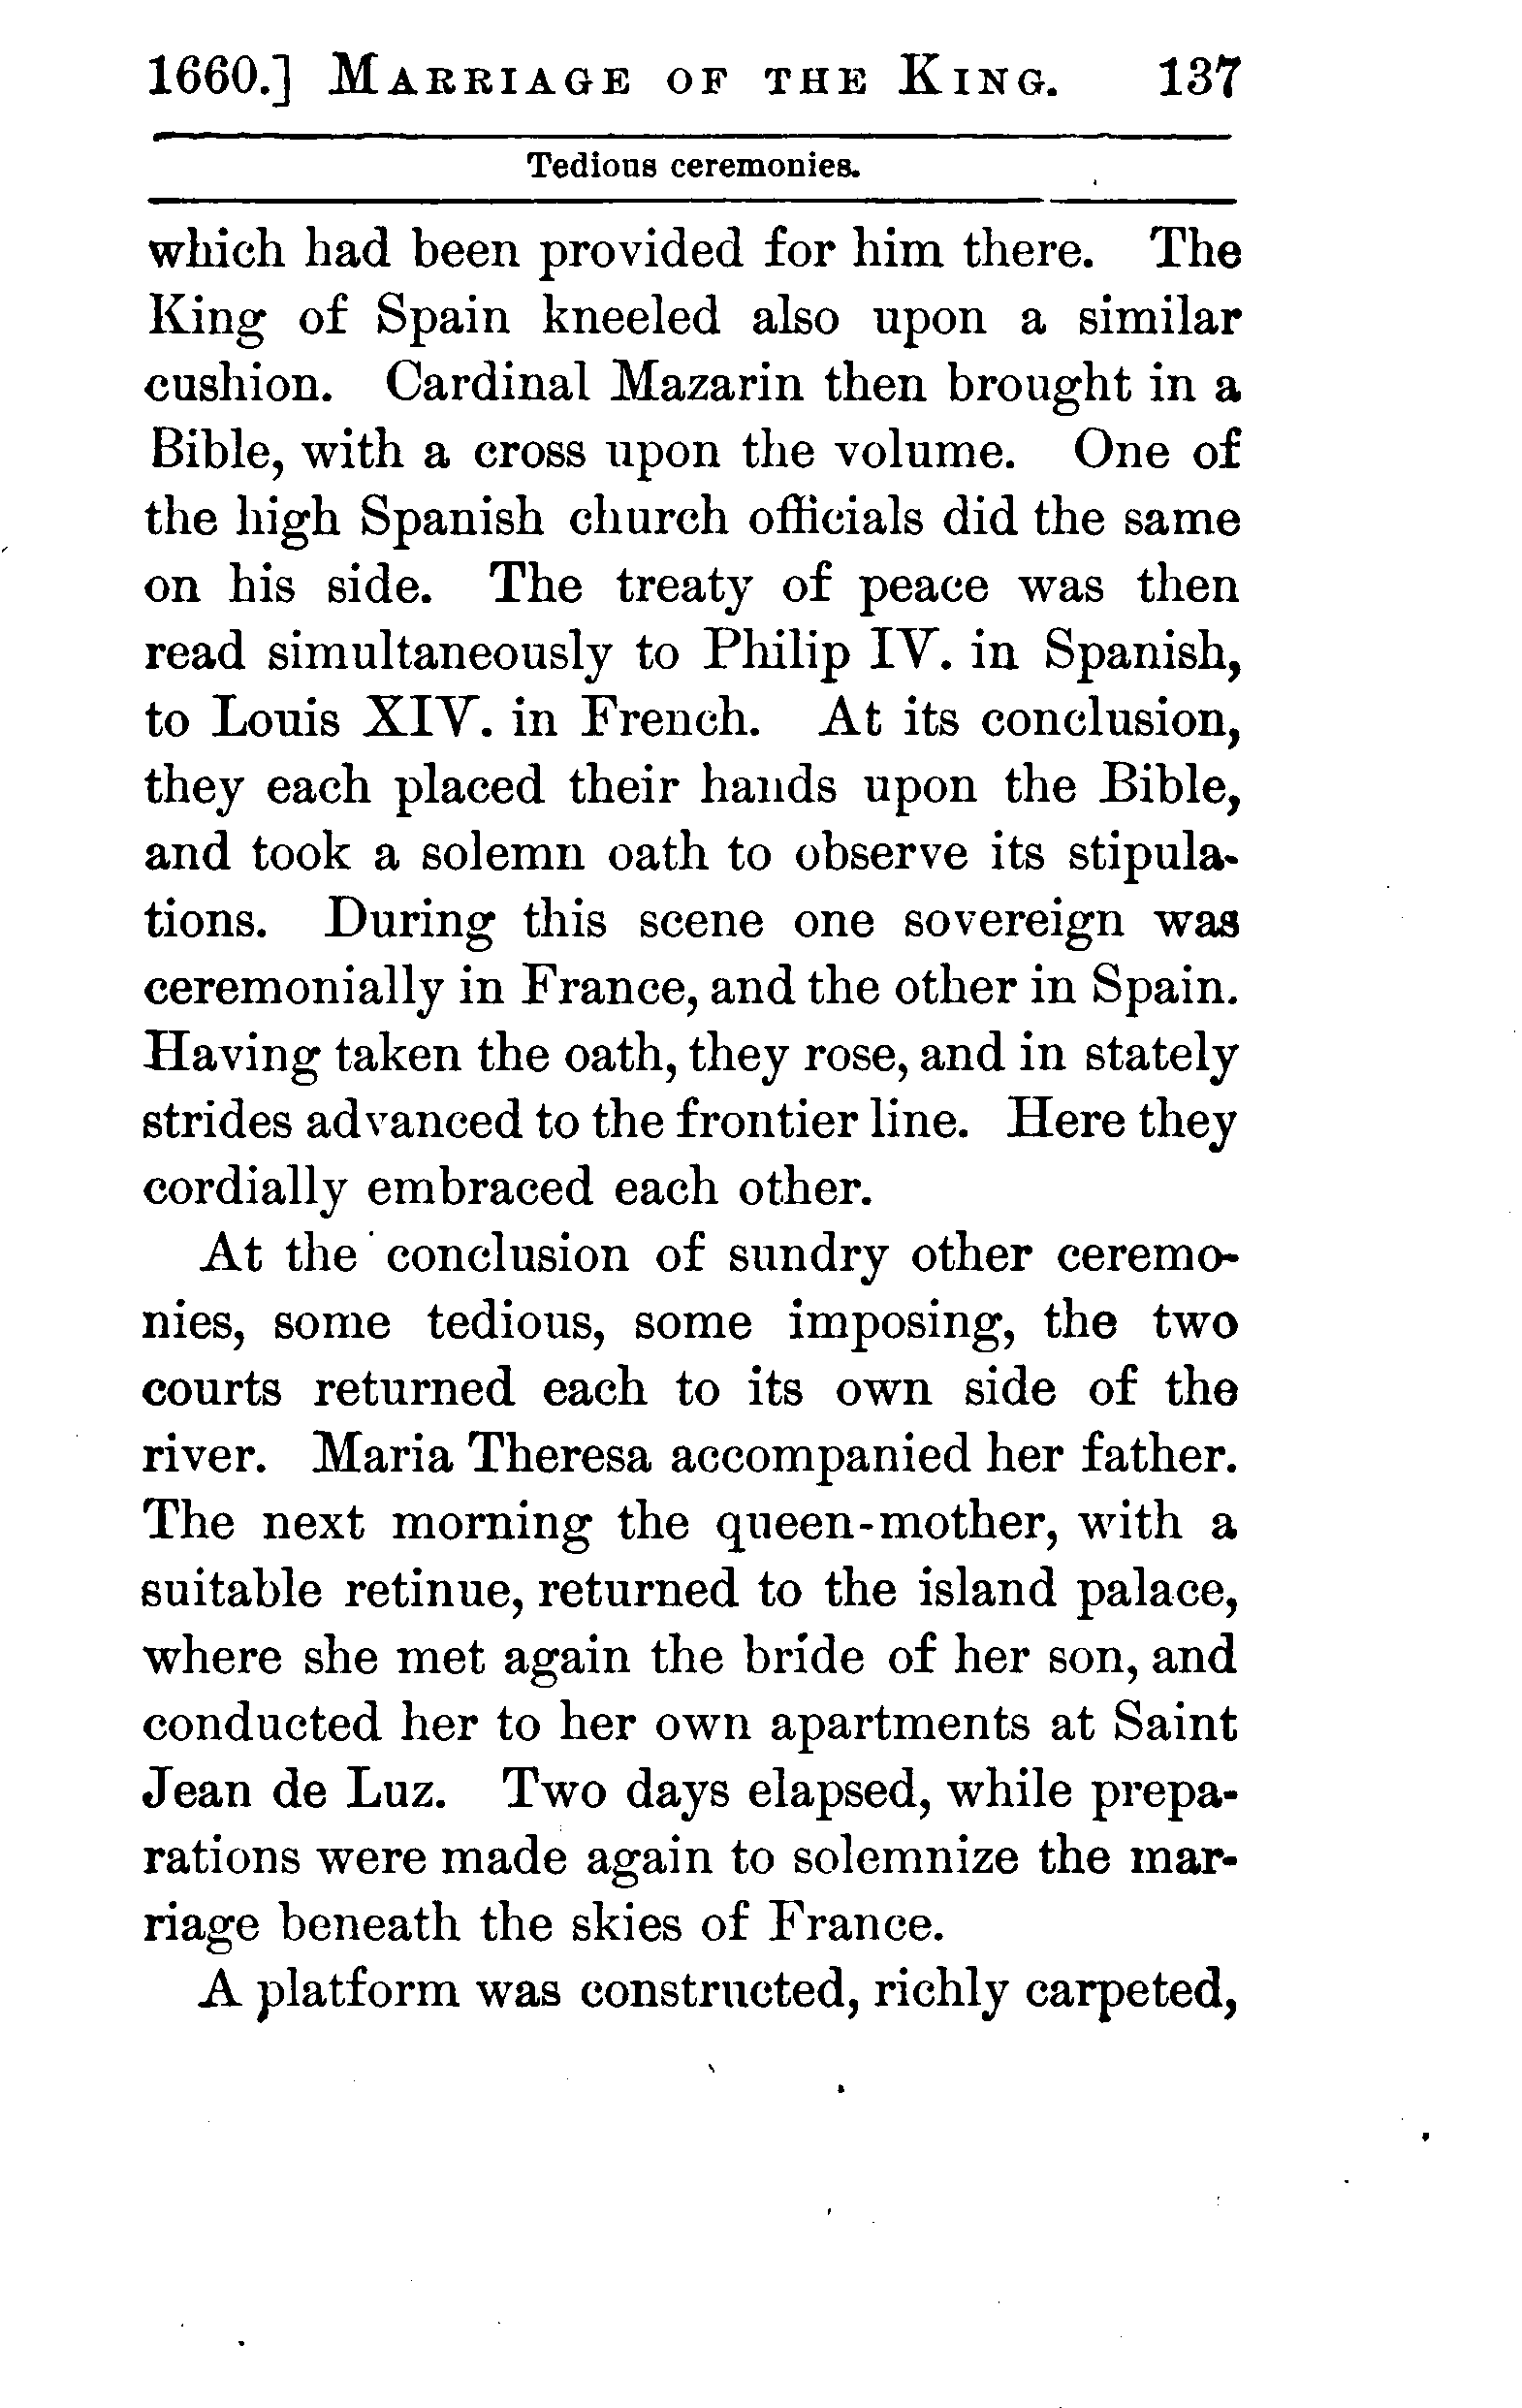 1660.] MARRIAGE OF THE KING. 137
Tedious ceremonies.
which had been provided for him there. The
King of Spain kneeled also upon a similar
cushion. Cardinal Mazarin then brought in a
Bible, with a cross upon the volume. One of
the high Spanish church officials did the same
on his side. The treaty of peace was then
read simultaneously to Philip IV. in Spanish,
to Louis XIV. in French. At its conclusion,
they each placed their hands upon the Bible,
and took a solemn oath to observe its stipula-
tions. During this scene one sovereign was
ceremonially in France, and the other in Spain.
Having taken the oath, they rose, and in stately
strides advanced to the frontier line. Here they
cordially embraced each other.
At the conclusion of sundry other ceremo-
nies, some tedious, some imposing, the two
courts returned each to its own side of the
river. Maria Theresa accompanied her father.
The next morning the queen-mother, with a
suitable retinue, returned to the island palace,
where she met again the bride of her son, and
conducted her to her own apartments at Saint
Jean de Luz. Two days elapsed, while prepa-
rations were made again to solemnize the mar-
riage beneath the skies of France.
A platform was constructed, richly carpeted,